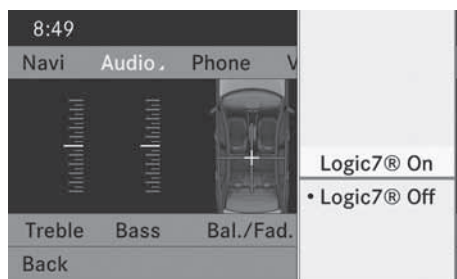 8:49
Navi Audio Phone V
Logic7® On
• Logic7® Off
Treble Bass Bal./Fad.
Back